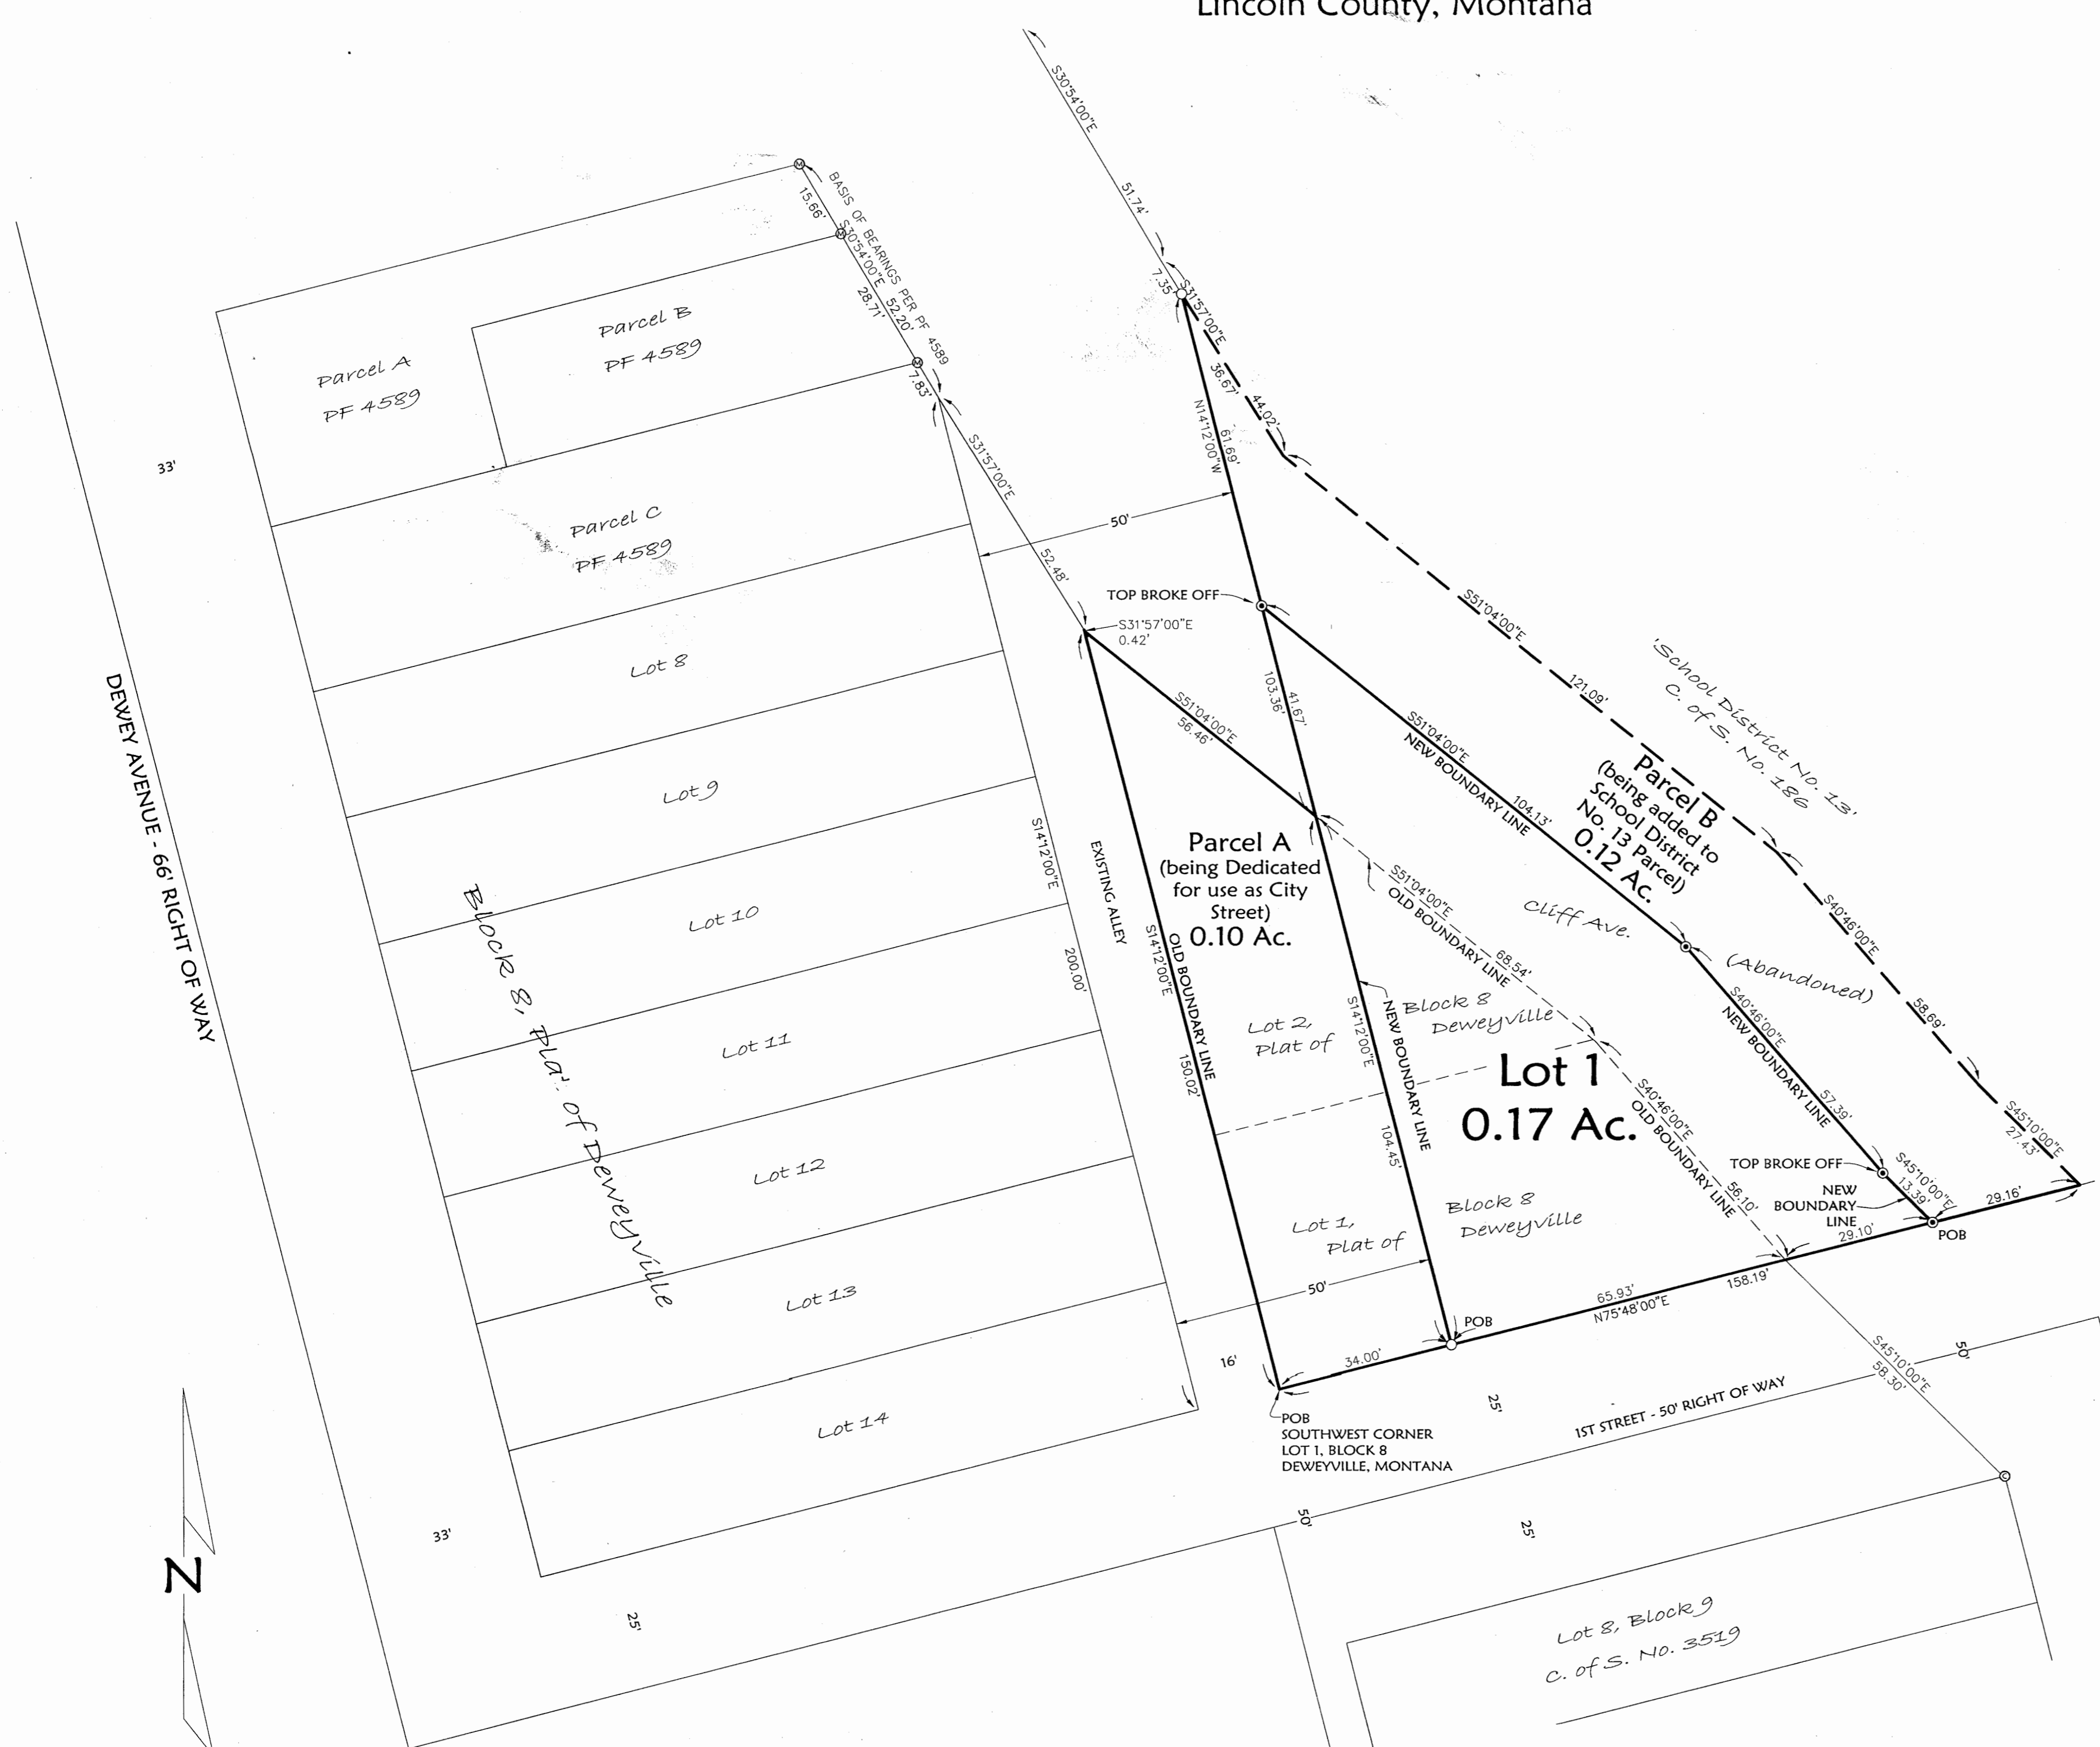 Lincoln County, Montana
S30°54'00"E
51.74'
7.35'
S31°57'00"E
36.67'
44.02'
N14°12'00"W
61.69'
15.66'
BASIS OF BEARINGS PER PF 4589
S30°54'00"E 52.20'
28.71'
7.83'
S31°57'00"E
52.48'
50'
Parcel A
PF 4589
Parcel B
PF 4589
Parcel C
PF 4589
33'
Lot 8
Lot 9
Lot 10
Lot 11
Lot 12
Lot 13
Lot 14
Block 8, Plat of Deweyville
DEWEY AVENUE - 66' RIGHT OF WAY
33'
25'
N
S14°12'00"E
200.00'
EXISTING ALLEY
TOP BROKE OFF
S31°57'00"E
0.42'
S51°04'00"E
56.46'
103.36'
41.67'
Parcel A
(being Dedicated
for use as City
Street)
0.10 Ac.
S14°12'00"E
OLD BOUNDARY LINE
150.02'
S51°04'00"E
121.09'
'School District No. 13'
C. of S. No. 186
S51°04'00"E
NEW BOUNDARY LINE
104.13'
Parcel B
(being added to
School District
No. 13 Parcel)
0.12 Ac.
Cliff Ave.
(Abandoned)
S40°46'00"E
58.69'
S45°10'00"E
27.43'
S51°04'00"E
OLD BOUNDARY LINE
68.54'
S40°46'00"E
NEW BOUNDARY LINE
57.39'
Lot 2,
Plat of
Block 8
Deweyville
S14°12'00"E
NEW BOUNDARY LINE
104.45'
Lot 1
0.17 Ac.
S40°46'00"E
OLD BOUNDARY LINE
56.10'
TOP BROKE OFF
S45°10'00"E
13.39'
NEW
BOUNDARY
LINE
29.10'
29.16'
POB
Lot 1,
Plat of
Block 8
Deweyville
50'
POB
65.93'
N75°48'00"E
158.19'
34.00'
16'
POB
SOUTHWEST CORNER
LOT 1, BLOCK 8
DEWEYVILLE, MONTANA
25'
1ST STREET - 50' RIGHT OF WAY
S45°10'00"E
58.30'
50'
50'
25'
Lot 8, Block 9
C. of S. No. 3519